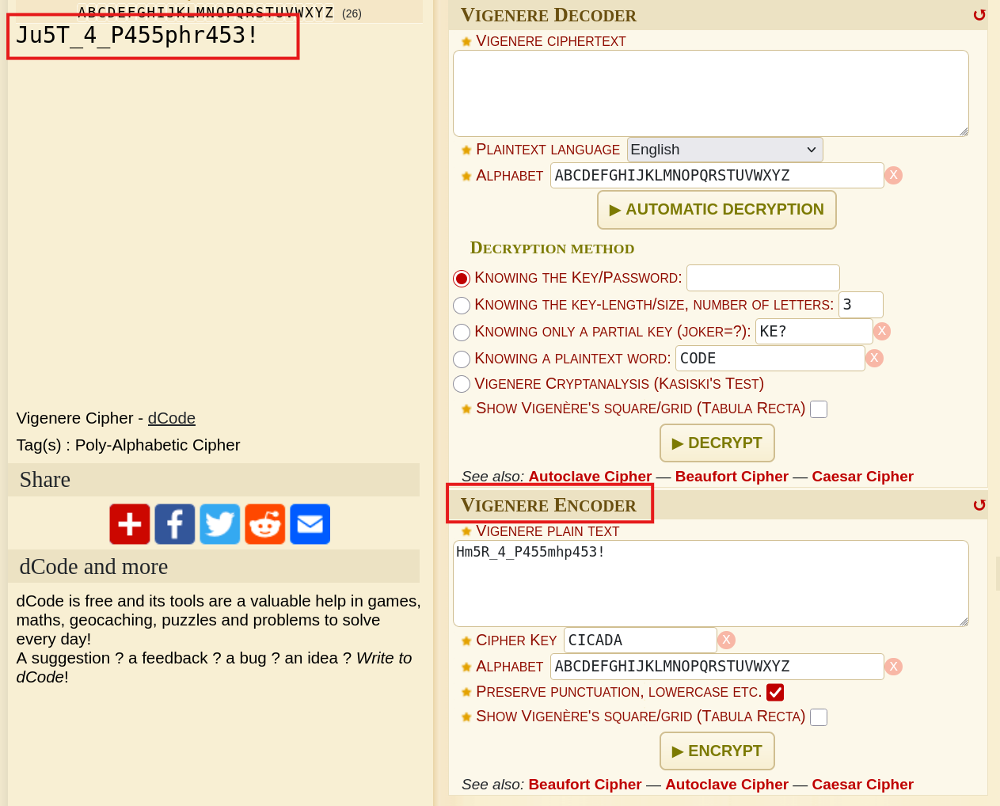 ABCDEFGHIJKLMNOPQRSTUVWXYZ (26)
Ju5T_4_P455phr453!
Vigenere Cipher - dCode
Tag(s) : Poly-Alphabetic Cipher
Share
dCode and more
dCode is free and its tools are a valuable help in games,
maths, geocaching, puzzles and problems to solve
every day!
A suggestion ? a feedback ? a bug ? an idea ? Write to
dCode!
VIGENERE DECODER
VIGENERE CIPHERTEXT
PLAINTEXT LANGUAGE English
ALPHABET ABCDEFGHIJKLMNOPQRSTUVWXYZ X
▶ AUTOMATIC DECRYPTION
DECRYPTION METHOD
KNOWING THE KEY/PASSWORD:
KNOWING THE KEY-LENGTH/SIZE, NUMBER OF LETTERS: 3
KNOWING ONLY A PARTIAL KEY (JOKER=?): KE? X
KNOWING A PLAINTEXT WORD: CODE X
VIGENERE CRYPTANALYSIS (KASISKI'S TEST)
SHOW VIGENÈRE'S SQUARE/GRID (TABULA RECTA)
▶ DECRYPT
See also: Autoclave Cipher — Beaufort Cipher — Caesar Cipher
VIGENERE ENCODER
VIGENERE PLAIN TEXT
Hm5R_4_P455mhp453!
CIPHER KEY CICADA X
ALPHABET ABCDEFGHIJKLMNOPQRSTUVWXYZ X
PRESERVE PUNCTUATION, LOWERCASE ETC.
SHOW VIGENÈRE'S SQUARE/GRID (TABULA RECTA)
▶ ENCRYPT
See also: Beaufort Cipher — Autoclave Cipher — Caesar Cipher